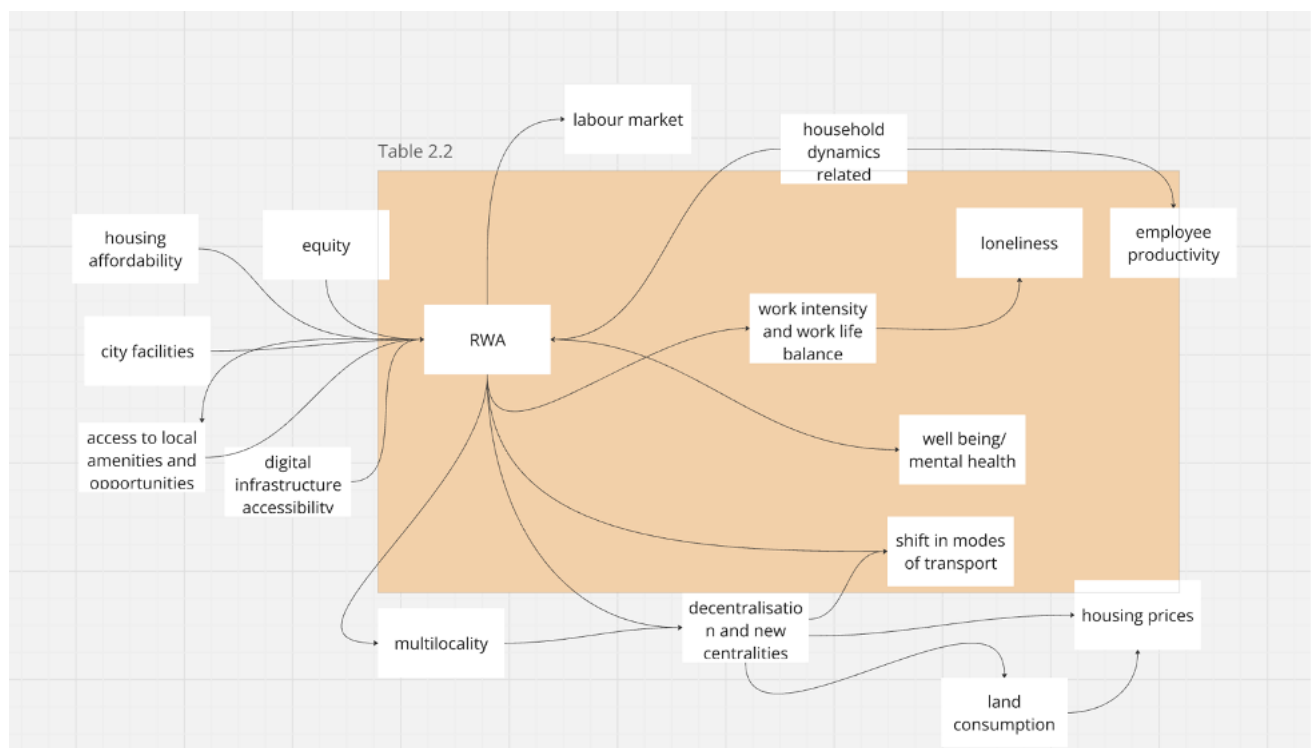 labour market
household
dynamics
related
Table 2.2
housing
affordability
equity
loneliness
employee
productivity
work intensity
and work life
balance
RWA
city facilities
access to local
amenities and
opportunities
digital
infrastructure
accessibility
well being/
mental health
shift in modes
of transport
decentralisatio
n and new
centralities
multilocality
housing prices
land
consumption